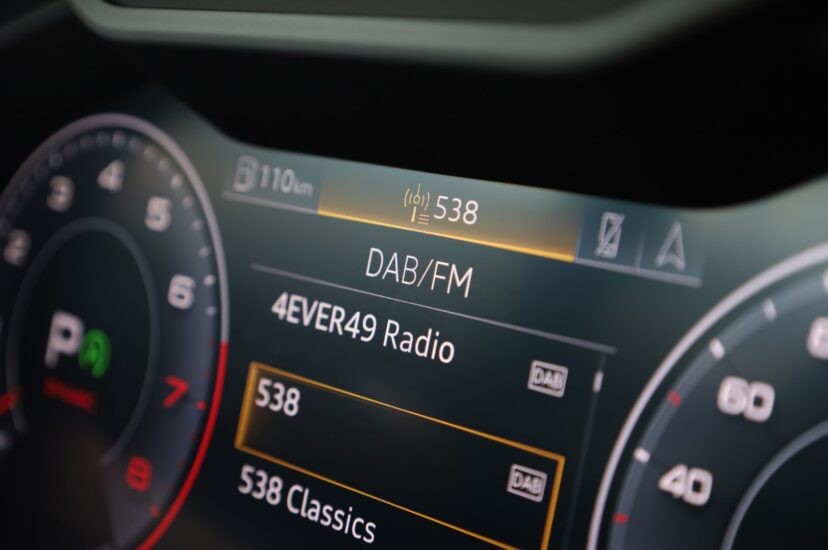 110km
538
DAB/FM
4EVER49 Radio
DAB
538
DAB
538 Classics
2
3
4
5
6
7
8
P
60
40